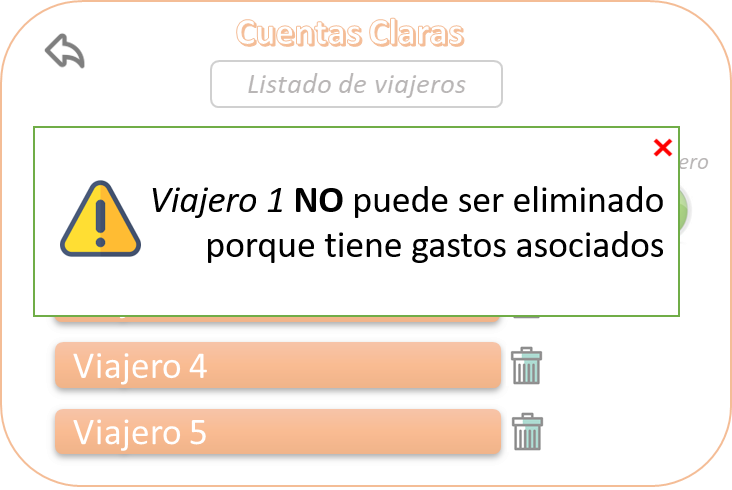 Cuentas Claras
Listado de viajeros
Viajero 1 NO puede ser eliminado
porque tiene gastos asociados
Viajero 4
Viajero 5